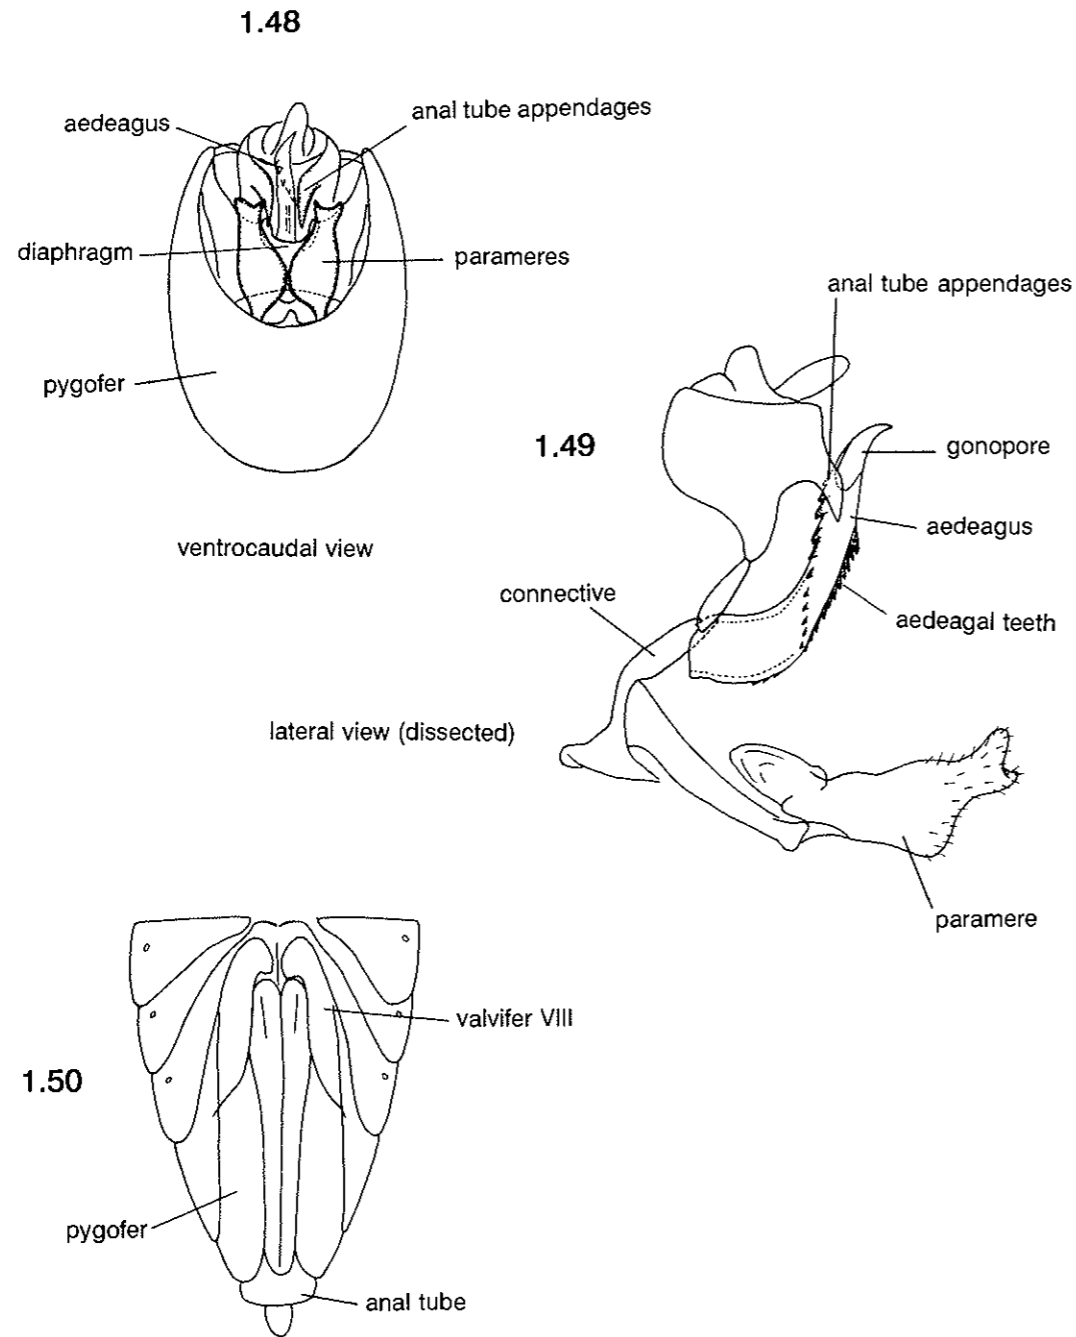 1.48
aedeagus
anal tube appendages
diaphragm
parameres
pygofer
ventrocaudal view
anal tube appendages
1.49
gonopore
aedeagus
connective
aedeagal teeth
lateral view (dissected)
paramere
valvifer VIII
1.50
pygofer
anal tube